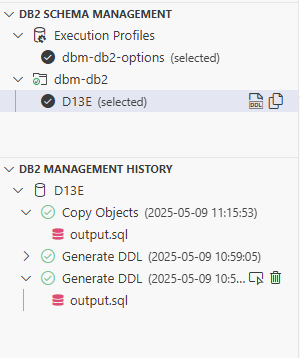 DB2 SCHEMA MANAGEMENT
Execution Profiles
dbm-db2-options (selected)
dbm-db2
D13E (selected)
DDL
DB2 MANAGEMENT HISTORY
D13E
Copy Objects (2025-05-09 11:15:53)
output.sql
Generate DDL (2025-05-09 10:59:05)
Generate DDL (2025-05-09 10:5...
output.sql